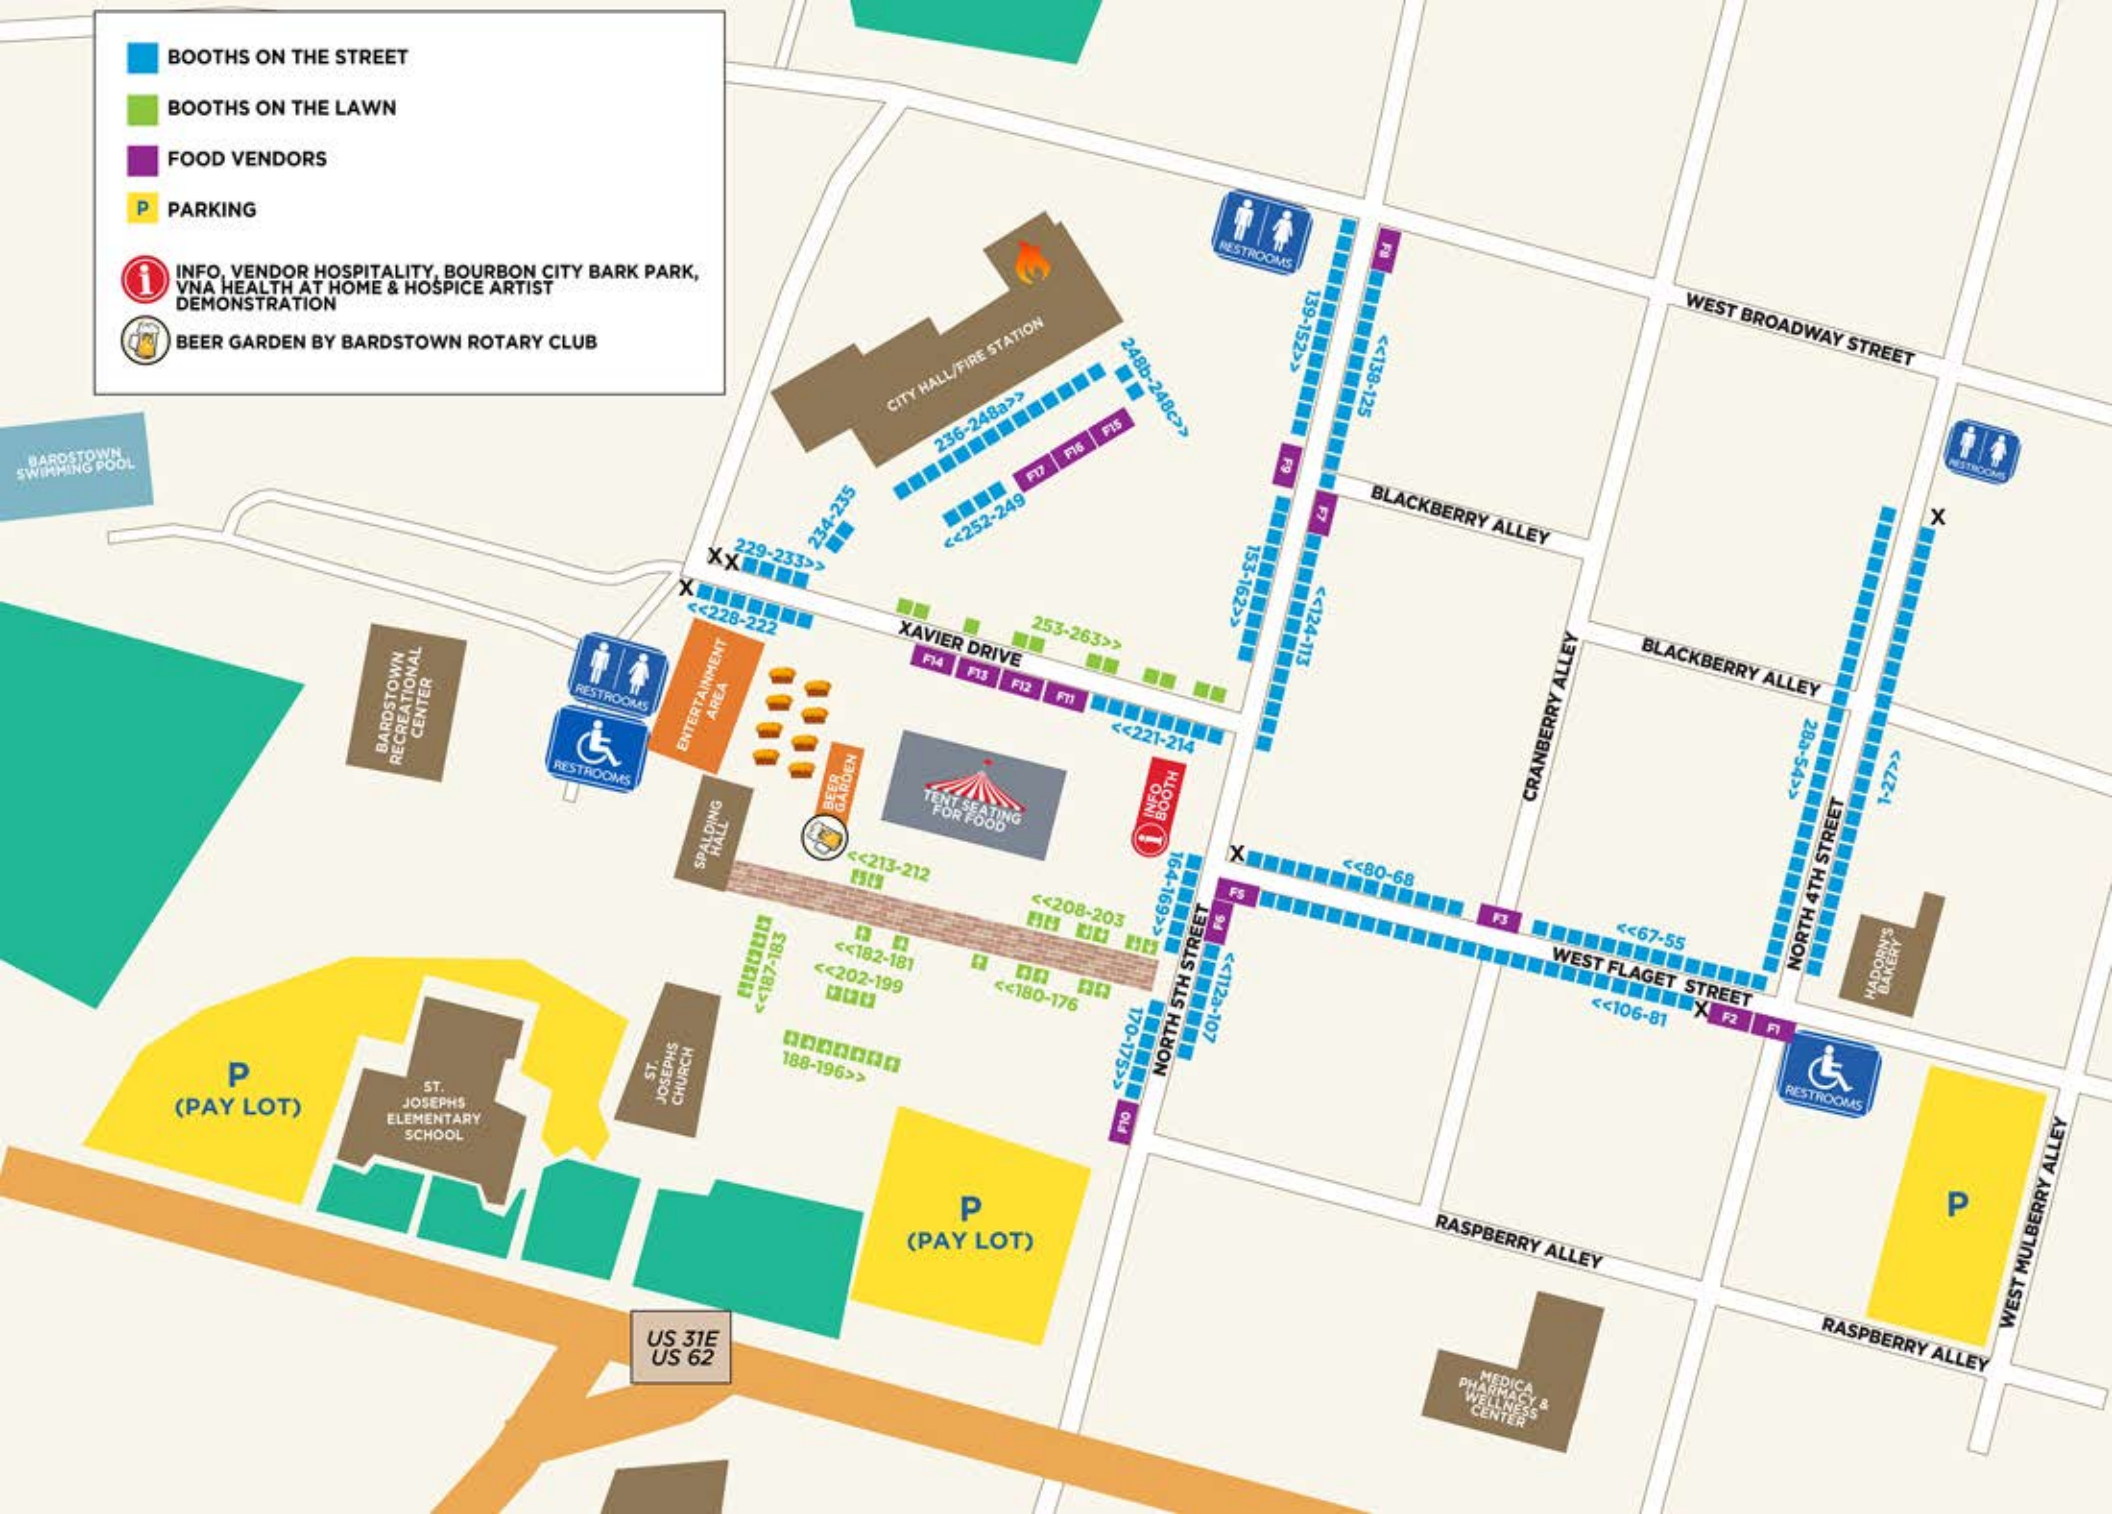 BOOTHS ON THE STREET
BOOTHS ON THE LAWN
FOOD VENDORS
P PARKING
i INFO, VENDOR HOSPITALITY, BOURBON CITY BARK PARK,
VNA HEALTH AT HOME & HOSPICE ARTIST
DEMONSTRATION
BEER GARDEN BY BARDSTOWN ROTARY CLUB
RESTROOMS
F8
139-152>>
<<138-125
WEST BROADWAY STREET
CITY HALL/FIRE STATION
236-248a>>
248b-248c>>
F17
F16
F15
<<252-249
234-235
BARDSTOWN
SWIMMING POOL
F9
F7
BLACKBERRY ALLEY
RESTROOMS
X
XX
229-233>>
X
<<228-222
153-162>>
<<124-113
253-263>>
XAVIER DRIVE
F14
F13
F12
F11
<<221-214
BLACKBERRY ALLEY
CRANBERRY ALLEY
BARDSTOWN
RECREATIONAL
CENTER
RESTROOMS
RESTROOMS
ENTERTAINMENT
AREA
BEER
GARDEN
TENT SEATING
FOR FOOD
INFO
BOOTH
i
28a-54>>
<<27-1
SPALDING
HALL
<<213-212
164-169>>
X
<<80-68
F5
F6
F3
<<67-55
NORTH 4TH STREET
HADORN'S
BAKERY
<<208-203
<<187-183
<<182-181
<<202-199
<<180-176
188-196>>
NORTH 5TH STREET
<<112a-107
170-175>>
WEST FLAGET STREET
<<106-81
X
F2
F1
RESTROOMS
F10
P
(PAY LOT)
ST.
JOSEPHS
ELEMENTARY
SCHOOL
ST.
JOSEPHS
CHURCH
P
(PAY LOT)
P
WEST MULBERRY ALLEY
RASPBERRY ALLEY
RASPBERRY ALLEY
US 31E
US 62
MEDICA
PHARMACY &
WELLNESS
CENTER